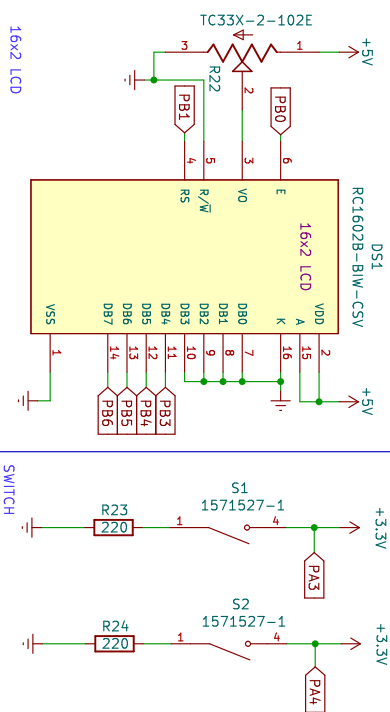 TC33X-2-102E
3
1
+5V
R22
2
16x2 LCD
PB1
PB0
4
5
3
6
RS
R/W
VO
E
16x2 LCD
DS1
RC1602B-BIW-CSV
VSS
DB7
DB6
DB5
DB4
DB3
DB2
DB1
DB0
K
A
VDD
1
14
13
12
11
10
9
8
7
16
15
2
PB6
PB5
PB4
PB3
+5V
SWITCH
S1
1571527-1
R23
220
1
4
+3.3V
PA3
S2
1571527-1
R24
220
1
4
+3.3V
PA4